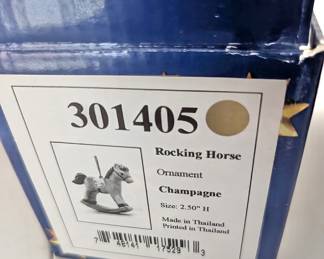 301405
Rocking Horse
Ornament
Champagne
Size: 2.50" H
Made in Thailand
Printed in Thailand